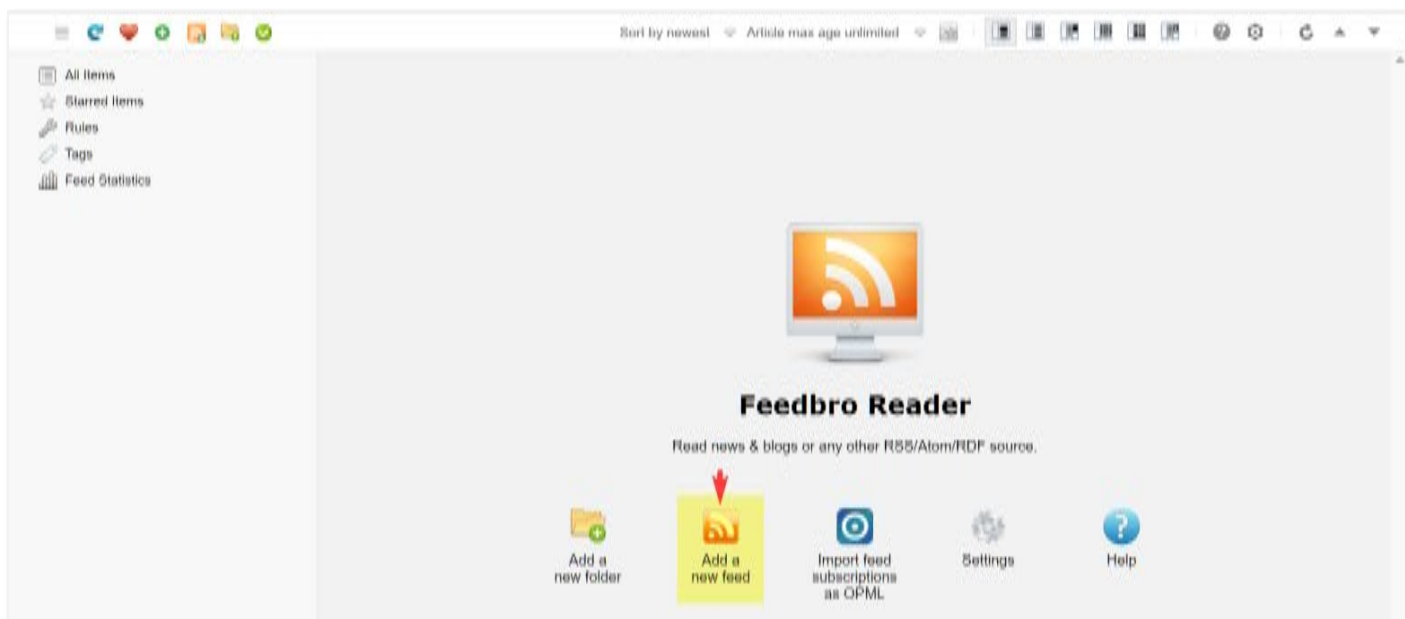 Sort by newest Article max age unlimited
All Items
Starred Items
Rules
Tags
Feed Statistics
Feedbro Reader
Read news & blogs or any other RSS/Atom/RDF source.
Add a
new folder
Add a
new feed
Import feed
subscriptions
as OPML
Settings
Help